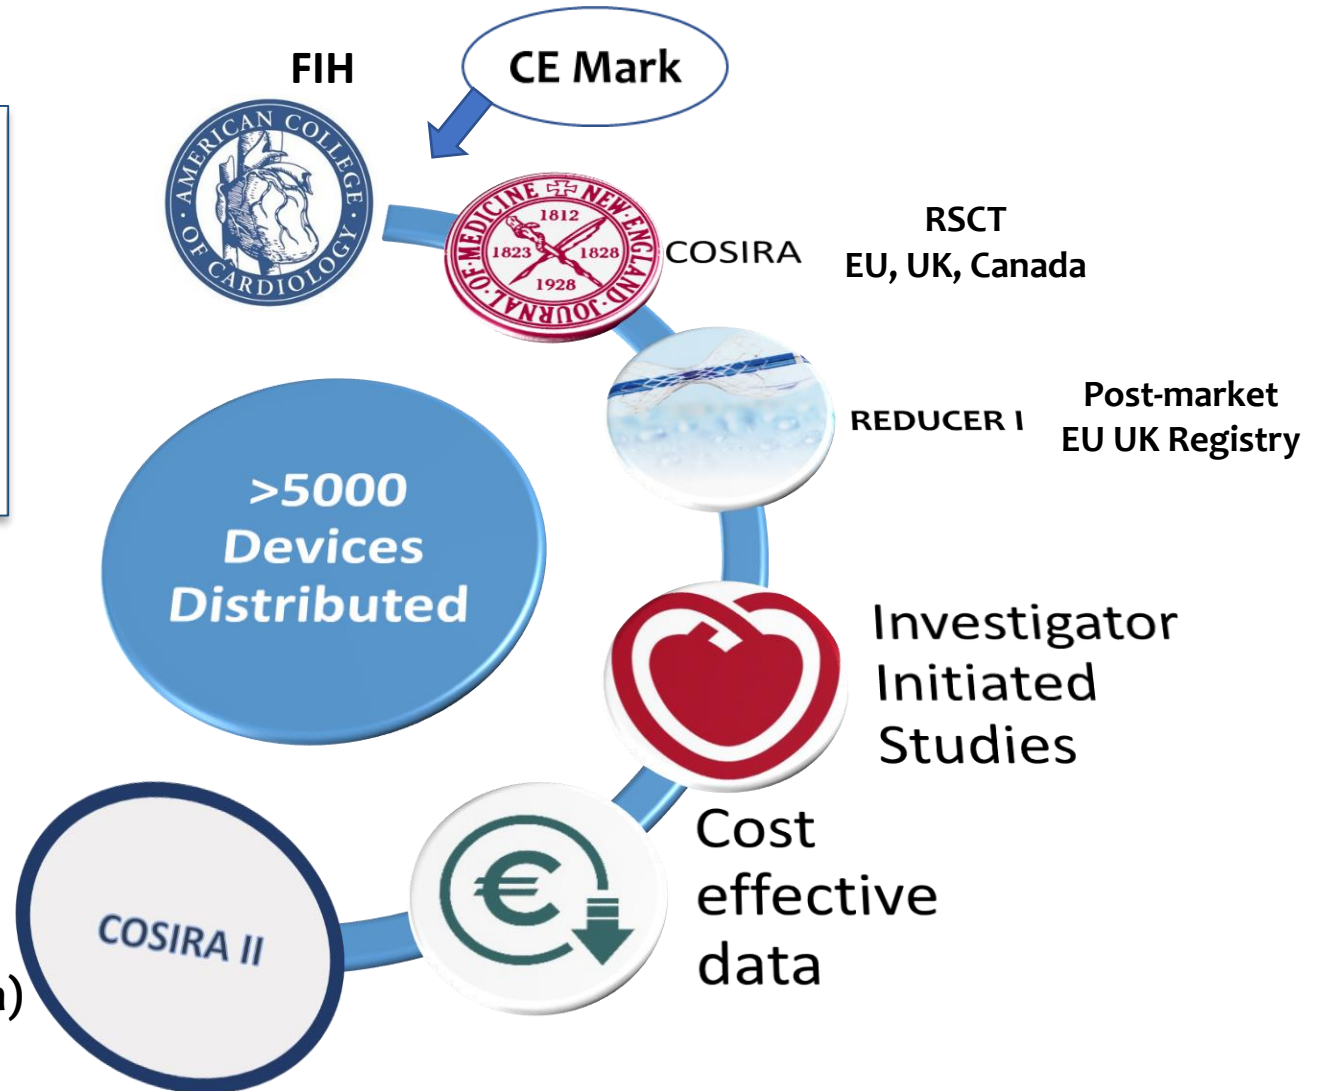 FIH
CE Mark
AMERICAN COLLEGE
· OF CARDIOLOGY ·
THE NEW ENGLAND JOURNAL OF MEDICINE
1812
1823
1828
1928
COSIRA
RSCT
EU, UK, Canada
REDUCER I
Post-market
EU UK Registry
>5000
Devices
Distributed
Investigator
Initiated
Studies
€
Cost
effective
data
COSIRA II
)